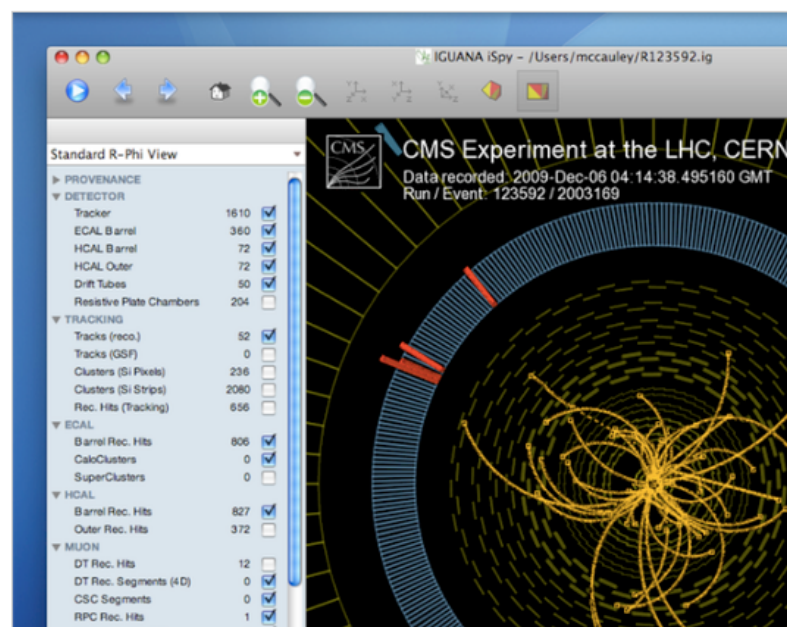 IGUANA iSpy - /Users/mccauley/R123592.ig
Standard R-Phi View
CMS
CMS Experiment at the LHC, CERN
Data recorded: 2009-Dec-06 04:14:38.495160 GMT
Run / Event: 123592 / 2003169
PROVENANCE
DETECTOR
Tracker 1610
ECAL Barrel 360
HCAL Barrel 72
HCAL Outer 72
Drift Tubes 50
Resistive Plate Chambers 204
TRACKING
Tracks (reco.) 52
Tracks (GSF) 0
Clusters (Si Pixels) 236
Clusters (Si Strips) 2080
Rec. Hits (Tracking) 656
ECAL
Barrel Rec. Hits 806
CaloClusters 0
SuperClusters 0
HCAL
Barrel Rec. Hits 827
Outer Rec. Hits 372
MUON
DT Rec. Hits 12
DT Rec. Segments (4D) 0
CSC Segments 0
RPC Rec. Hits 1